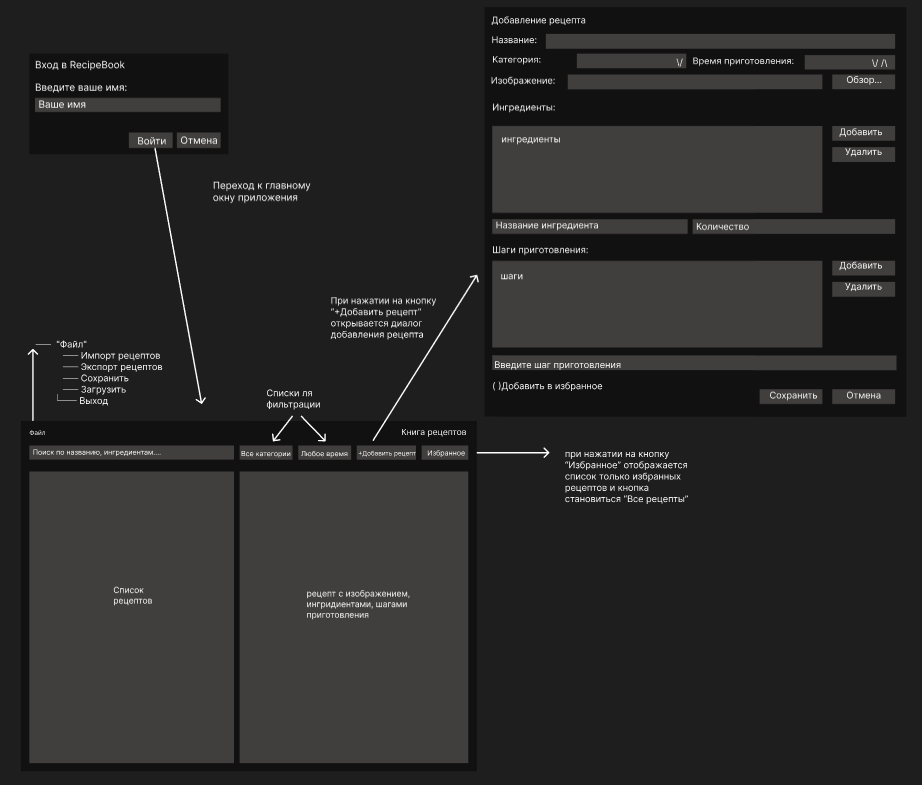 Вход в RecipeBook
Введите ваше имя:
Ваше имя
Войти
Отмена
Переход к главному
окну приложения
При нажатии на кнопку
"+Добавить рецепт"
открывается диалог
добавления рецепта
"Файл"
Импорт рецептов
Экспорт рецептов
Сохранить
Загрузить
Выход
Списки ля
фильтрации
Файл
Книга рецептов
Поиск по названию, ингредиентам....
Все категории
Любое время
+Добавить рецепт
Избранное
Список
рецептов
рецепт с изображением,
ингридиентами, шагами
приготовления
Добавление рецепта
Название:
Категория:
\/
Время приготовления:
\/ /\
Изображение:
Обзор...
Ингредиенты:
ингредиенты
Добавить
Удалить
Название ингредиента
Количество
Шаги приготовления:
шаги
Добавить
Удалить
Введите шаг приготовления
( )Добавить в избранное
Сохранить
Отмена
при нажатии на кнопку
"Избранное" отображается
список только избранных
рецептов и кнопка
становиться "Все рецепты"